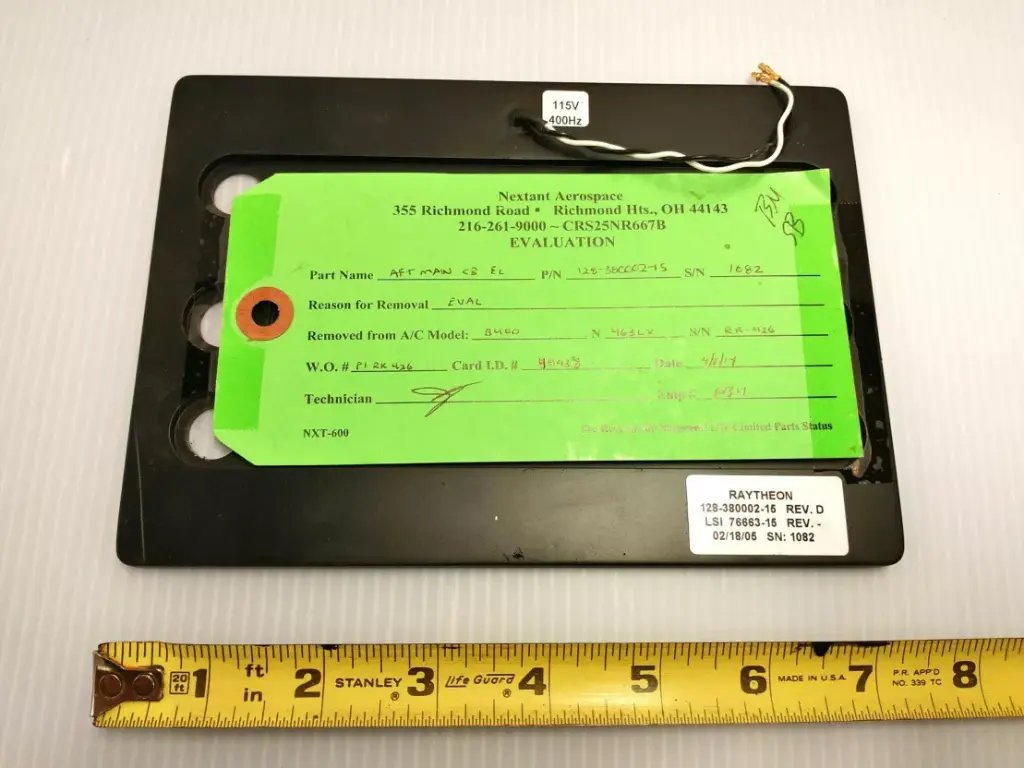 115V
400Hz
Nextant Aerospace
355 Richmond Road • Richmond Hts., OH 44143
216-261-9000 ~ CRS25NR667B
EVALUATION
Part Name AFT MAIN CB EL P/N 128-380002-15 S/N 1082
Reason for Removal EVAL
Removed from A/C Model: B400 N 463LX S/N RK-426
W.O. # P1 RK 426 Card I.D. # Date
Technician
NXT-600
Limited Parts Status
RAYTHEON
128-380002-15 REV. D
LSI 76663-15 REV. -
02/18/05 SN: 1082
20 ft
1 ft in 2 STANLEY® 3 Life Guard® 4 5 6 MADE IN U.S.A. 7 P.R. APP'D NO. 339 TC 8